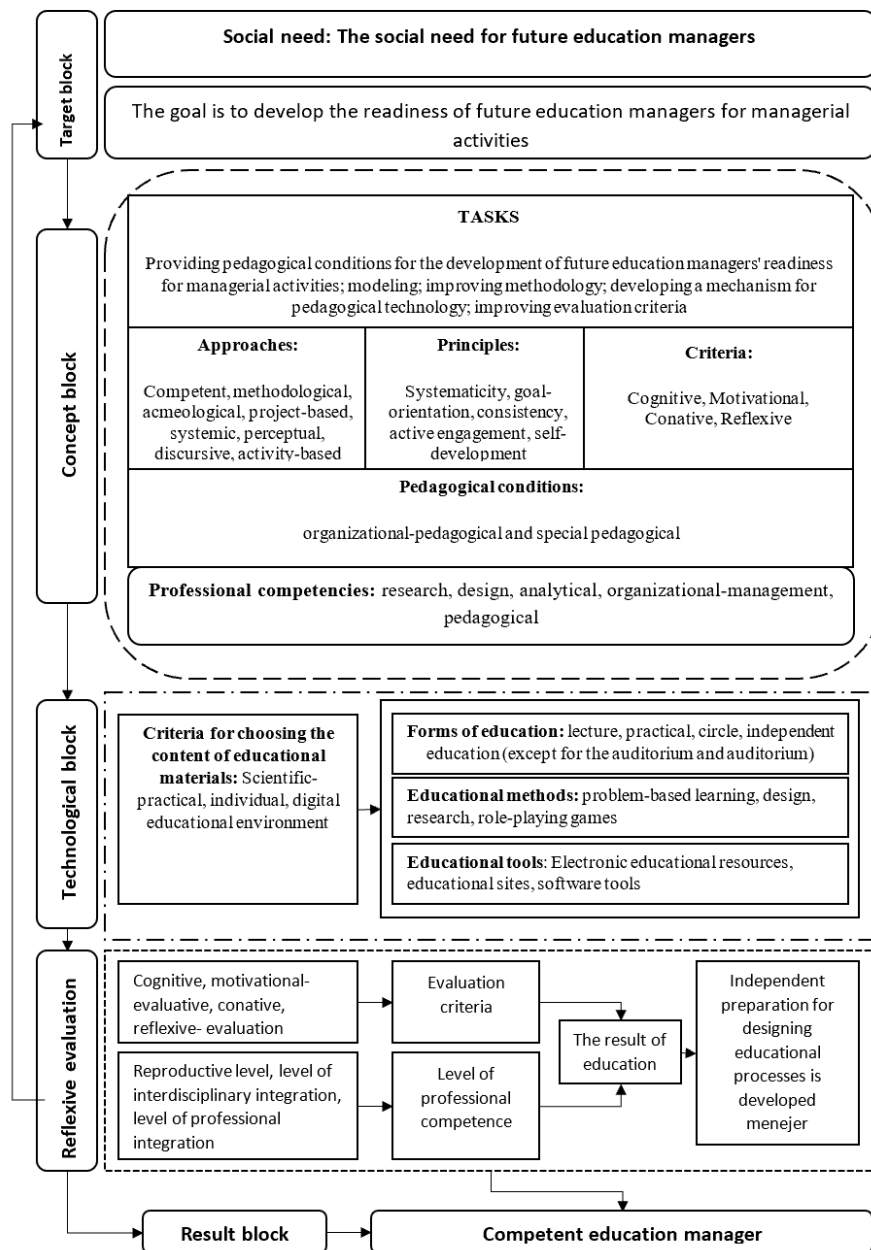 Target block
Social need: The social need for future education managers
The goal is to develop the readiness of future education managers for managerial
activities
Concept block
TASKS
Providing pedagogical conditions for the development of future education managers' readiness
for managerial activities; modeling; improving methodology; developing a mechanism for
pedagogical technology; improving evaluation criteria
Approaches:
Competent, methodological,
acmeological, project-based,
systemic, perceptual,
discursive, activity-based
Principles:
Systematicity, goal-
orientation, consistency,
active engagement, self-
development
Criteria:
Cognitive, Motivational,
Conative, Reflexive
Pedagogical conditions:
organizational-pedagogical and special pedagogical
Professional competencies: research, design, analytical, organizational-management,
pedagogical
Technological block
Criteria for choosing the
content of educational
materials: Scientific-
practical, individual, digital
educational environment
Forms of education: lecture, practical, circle, independent
education (except for the auditorium and auditorium)
Educational methods: problem-based learning, design,
research, role-playing games
Educational tools: Electronic educational resources,
educational sites, software tools
Reflexive evaluation
Cognitive, motivational-
evaluative, conative,
reflexive- evaluation
Evaluation
criteria
Reproductive level, level of
interdisciplinary integration,
level of professional
integration
Level of
professional
competence
The result of
education
Independent
preparation for
designing
educational
processes is
developed
menejer
Result block
Competent education manager